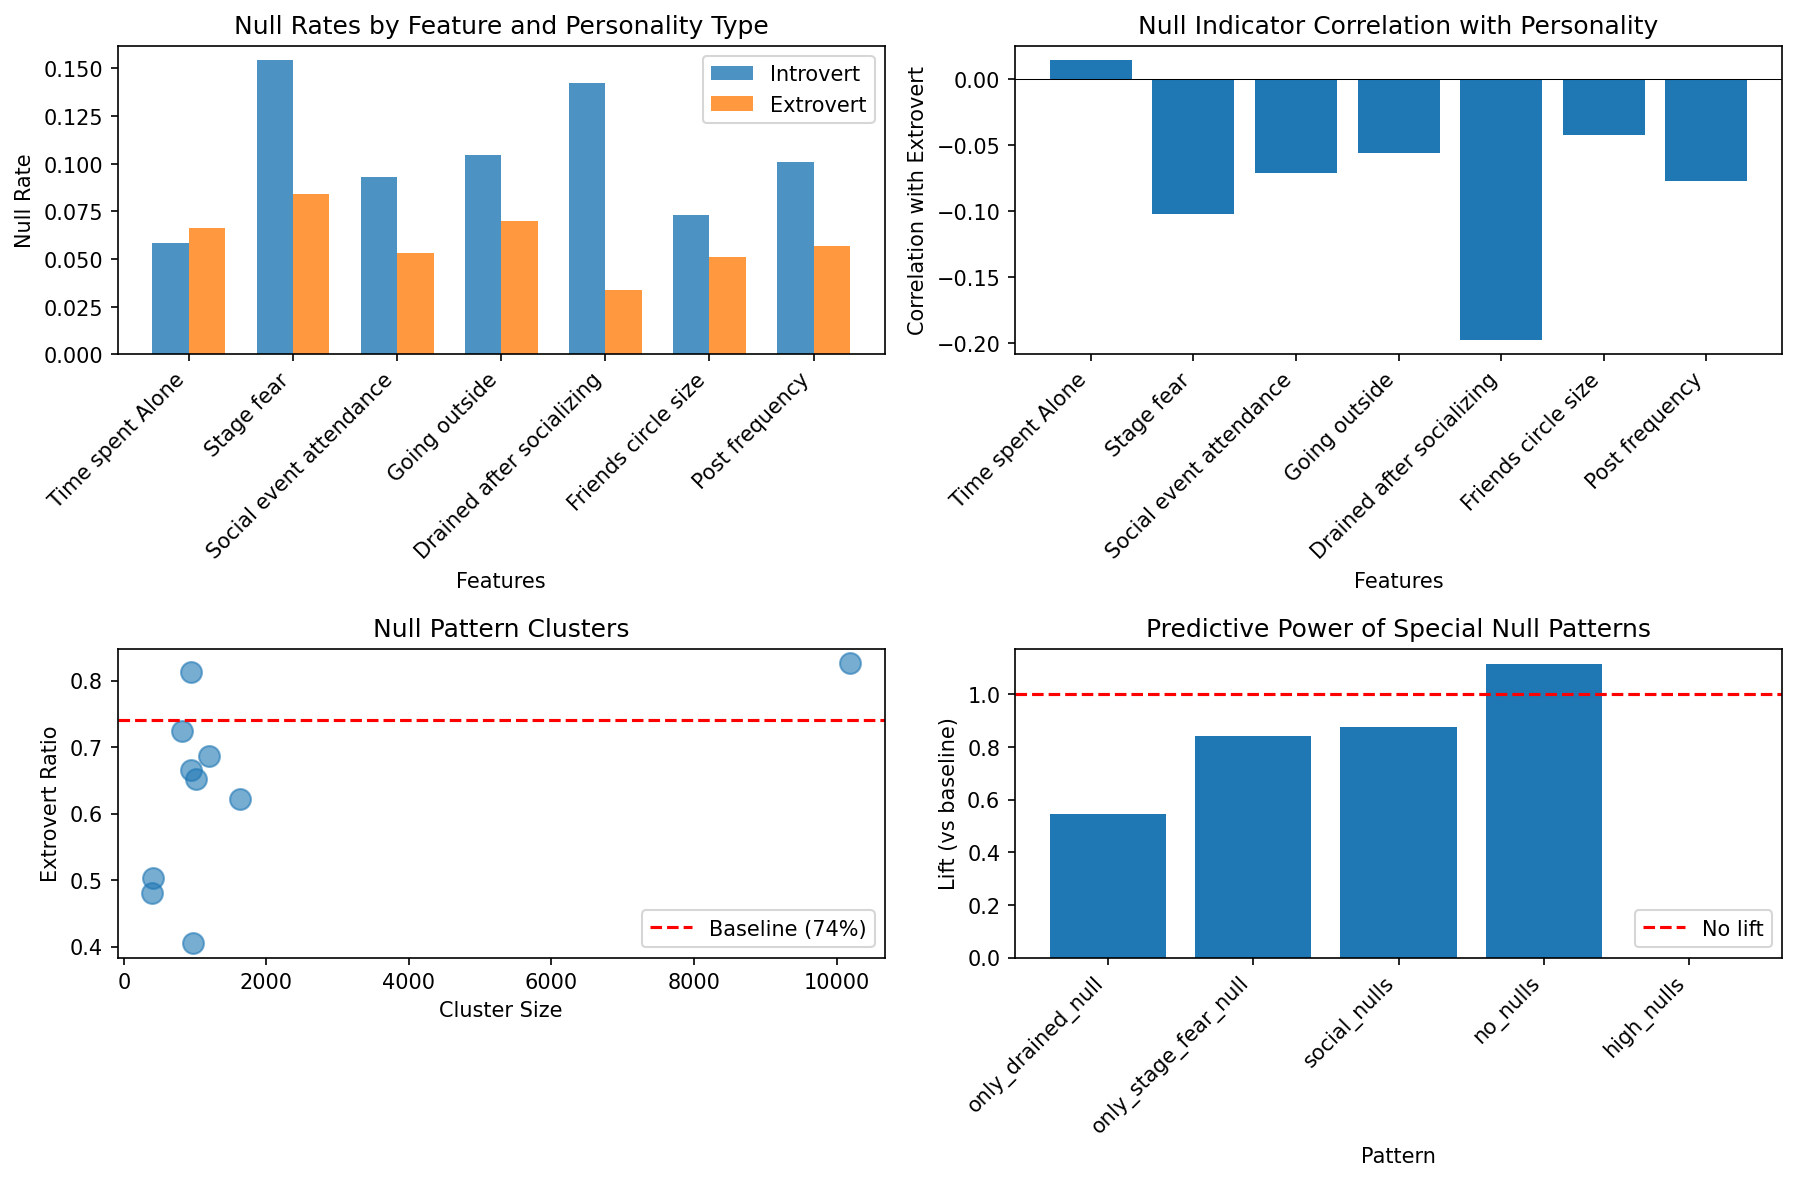 Null Rates by Feature and Personality Type
Null Rate
0.150
0.125
0.100
0.075
0.050
0.025
0.000
Introvert
Extrovert
Time spent Alone
Stage fear
Social event attendance
Going outside
Drained after socializing
Friends circle size
Post frequency
Features
Null Indicator Correlation with Personality
Correlation with Extrovert
0.00
−0.05
−0.10
−0.15
−0.20
Time spent Alone
Stage fear
Social event attendance
Going outside
Drained after socializing
Friends circle size
Post frequency
Features
Null Pattern Clusters
Extrovert Ratio
0.8
0.7
0.6
0.5
0.4
Baseline (74%)
0
2000
4000
6000
8000
10000
Cluster Size
Predictive Power of Special Null Patterns
Lift (vs baseline)
1.0
0.8
0.6
0.4
0.2
0.0
No lift
only_drained_null
only_stage_fear_null
social_nulls
no_nulls
high_nulls
Pattern